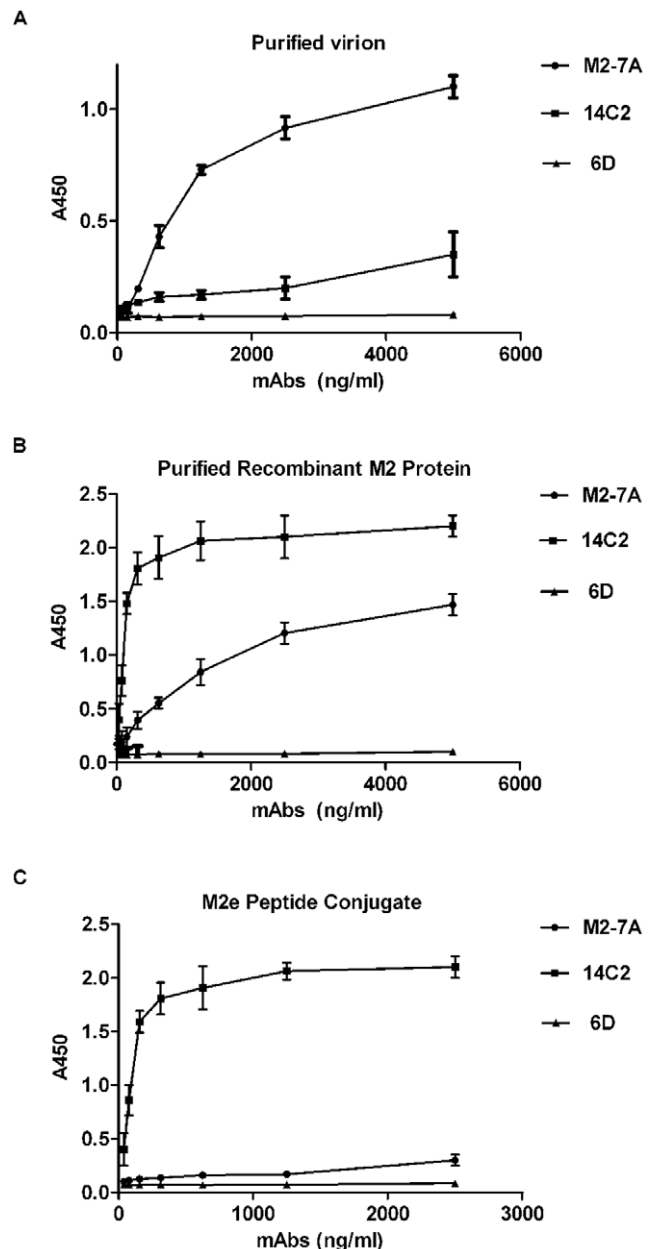 A
Purified virion
M2-7A
14C2
6D
1.0
0.5
0.0
A450
0
2000
4000
6000
mAbs (ng/ml)
B
Purified Recombinant M2 Protein
M2-7A
14C2
6D
2.5
2.0
1.5
1.0
0.5
0.0
A450
0
2000
4000
6000
mAbs (ng/ml)
C
M2e Peptide Conjugate
M2-7A
14C2
6D
2.5
2.0
1.5
1.0
0.5
0.0
A450
0
1000
2000
3000
mAbs (ng/ml)